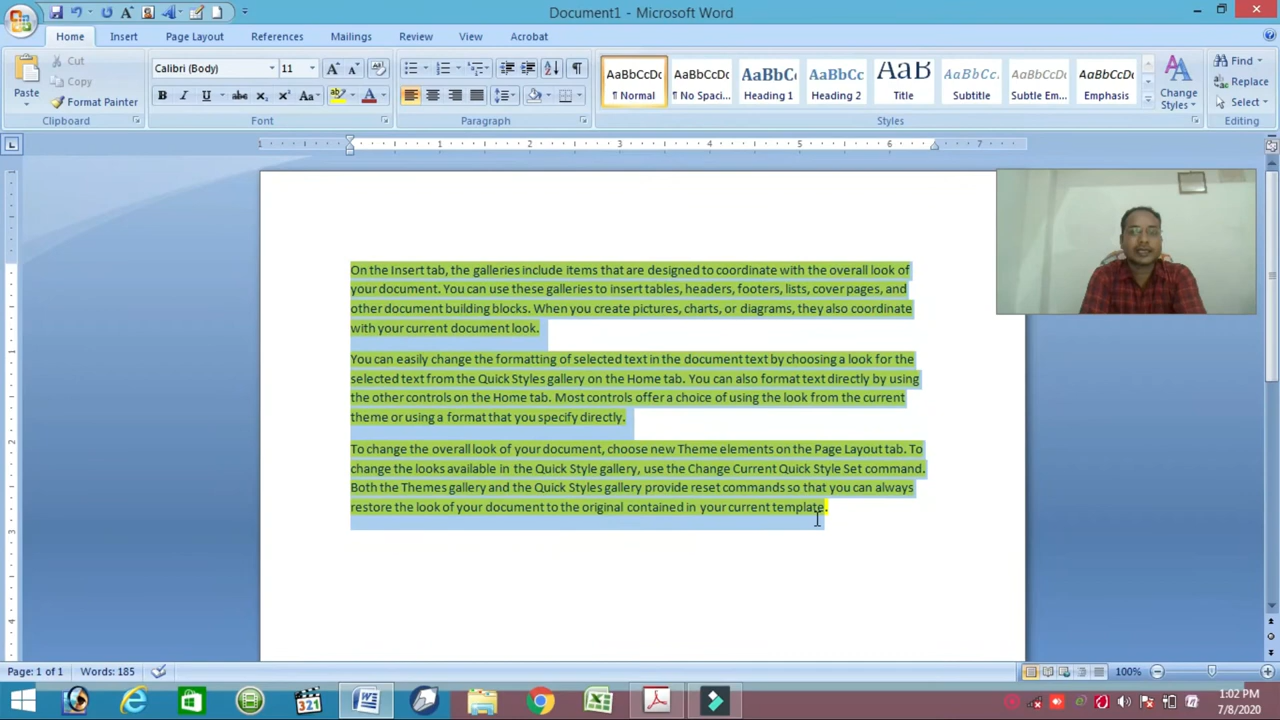 Document1 - Microsoft Word
Home Insert Page Layout References Mailings Review View Acrobat
Paste
Cut
Copy
Format Painter
Clipboard
Calibri (Body) 11
Font
Paragraph
AaBbCcDc AaBbCcDc AaBbC AaBbCc AaB AaBbCc. AaBbCcDc AaBbCcDc
¶ Normal ¶ No Spaci... Heading 1 Heading 2 Title Subtitle Subtle Em... Emphasis
Styles
Change Styles
Find
Replace
Select
Editing
On the Insert tab, the galleries include items that are designed to coordinate with the overall look of
your document. You can use these galleries to insert tables, headers, footers, lists, cover pages, and
other document building blocks. When you create pictures, charts, or diagrams, they also coordinate
with your current document look.
You can easily change the formatting of selected text in the document text by choosing a look for the
selected text from the Quick Styles gallery on the Home tab. You can also format text directly by using
the other controls on the Home tab. Most controls offer a choice of using the look from the current
theme or using a format that you specify directly.
To change the overall look of your document, choose new Theme elements on the Page Layout tab. To
change the looks available in the Quick Style gallery, use the Change Current Quick Style Set command.
Both the Themes gallery and the Quick Styles gallery provide reset commands so that you can always
restore the look of your document to the original contained in your current template.
Page: 1 of 1 Words: 185 100%
1:02 PM
7/8/2020